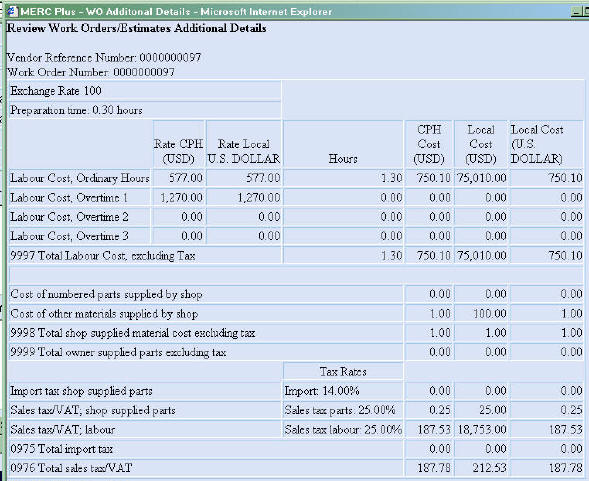 MERC Plus - WO Additonal Details - Microsoft Internet Explorer
Review Work Orders/Estimates Additional Details
Vendor Reference Number: 0000000097
Work Order Number: 0000000097
Exchange Rate 100
Preparation time: 0.30 hours
Rate CPH (USD) Rate Local U.S. DOLLAR Hours CPH Cost (USD) Local Cost (USD) Local Cost (U.S. DOLLAR)
Labour Cost, Ordinary Hours 577.00 577.00 1.30 750.10 75,010.00 750.10
Labour Cost, Overtime 1 1,270.00 1,270.00 0.00 0.00 0.00 0.00
Labour Cost, Overtime 2 0.00 0.00 0.00 0.00 0.00 0.00
Labour Cost, Overtime 3 0.00 0.00 0.00 0.00 0.00 0.00
9997 Total Labour Cost, excluding Tax 1.30 750.10 75,010.00 750.10
Cost of numbered parts supplied by shop 0.00 0.00 0.00
Cost of other materials supplied by shop 1.00 100.00 1.00
9998 Total shop supplied material cost excluding tax 1.00 1.00 1.00
9999 Total owner supplied parts excluding tax 0.00 0.00 0.00
Tax Rates
Import tax shop supplied parts Import: 14.00% 0.00 0.00 0.00
Sales tax/VAT; shop supplied parts Sales tax parts: 25.00% 0.25 25.00 0.25
Sales tax/VAT; labour Sales tax labour: 25.00% 187.53 18,753.00 187.53
0975 Total import tax 0.00 0.00 0.00
0976 Total sales tax/VAT 187.78 212.53 187.78